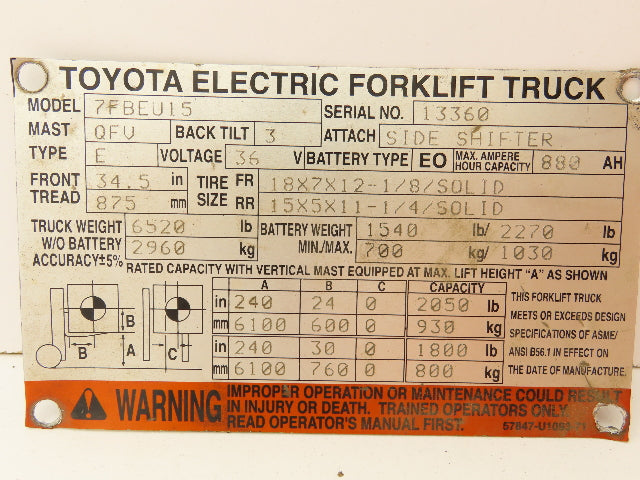 TOYOTA ELECTRIC FORKLIFT TRUCK
MODEL 7FBEU15 SERIAL NO. 13360
MAST QFV BACK TILT 3 ATTACH SIDE SHIFTER
TYPE E VOLTAGE 36 V BATTERY TYPE EO MAX. AMPERE HOUR CAPACITY 880 AH
FRONT TREAD 34.5 in TIRE SIZE FR 18X7X12-1/8/SOLID
875 mm RR 15X5X11-1/4/SOLID
TRUCK WEIGHT 6520 lb BATTERY WEIGHT 1540 lb/ 2270 lb
W/O BATTERY 2960 kg MIN./MAX. 700 kg/ 1030 kg
ACCURACY±5% RATED CAPACITY WITH VERTICAL MAST EQUIPPED AT MAX. LIFT HEIGHT "A" AS SHOWN
A B C CAPACITY
in 240 24 0 2050 lb
mm 6100 600 0 930 kg
in 240 30 0 1800 lb
mm 6100 760 0 800 kg
B
B A C
THIS FORKLIFT TRUCK
MEETS OR EXCEEDS DESIGN
SPECIFICATIONS OF ASME/
ANSI B56.1 IN EFFECT ON
THE DATE OF MANUFACTURE.
WARNING IMPROPER OPERATION OR MAINTENANCE COULD RESULT
IN INJURY OR DEATH. TRAINED OPERATORS ONLY.
READ OPERATOR'S MANUAL FIRST.